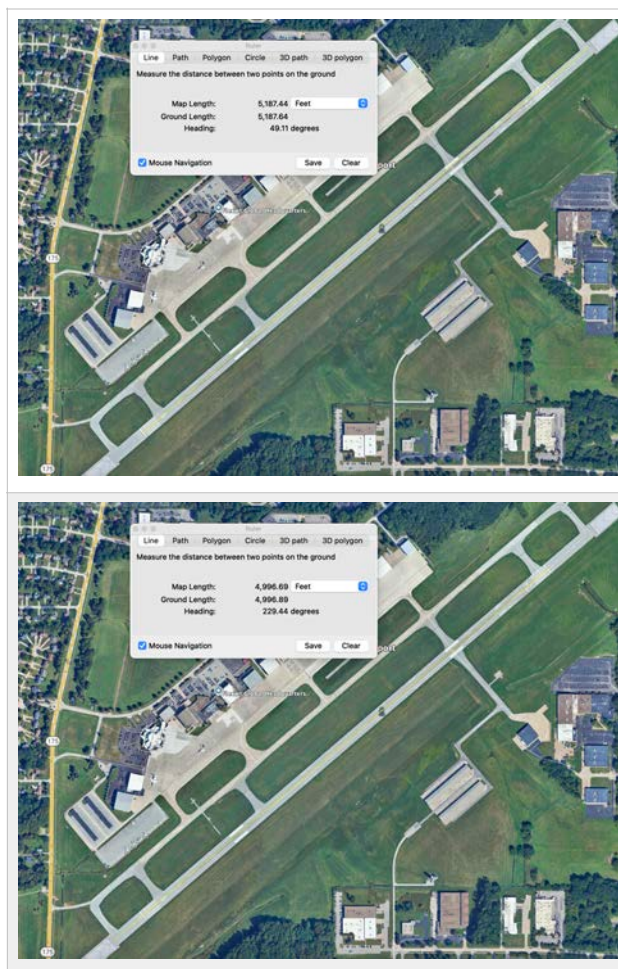 Ruler
Line Path Polygon Circle 3D path 3D polygon
Measure the distance between two points on the ground
Map Length: 5,187.44 Feet
Ground Length: 5,187.64
Heading: 49.11 degrees
Mouse Navigation Save Clear
port
Headquarters
175
175
Ruler
Line Path Polygon Circle 3D path 3D polygon
Measure the distance between two points on the ground
Map Length: 4,996.69 Feet
Ground Length: 4,996.89
Heading: 229.44 degrees
Mouse Navigation Save Clear
port
Headquarters
175
175